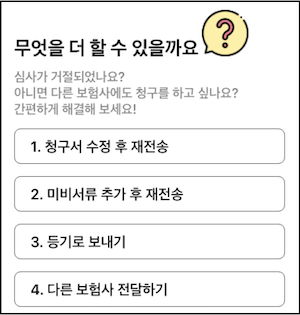 무엇을 더 할 수 있을까요
?
심사가 거절되었나요?
아니면 다른 보험사에도 청구를 하고 싶나요?
간편하게 해결해 보세요!
1. 청구서 수정 후 재전송
2. 미비서류 추가 후 재전송
3. 등기로 보내기
4. 다른 보험사 전달하기